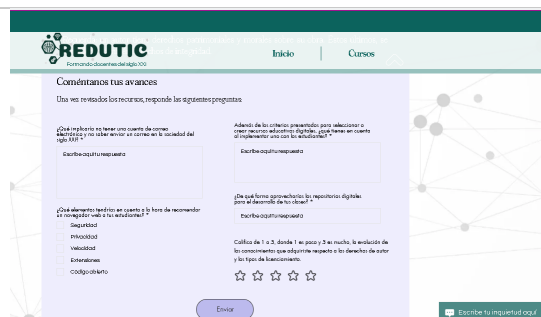 REDUTIC
Formando docentes del siglo XXI
Inicio
Cursos
Coméntanos tus avances
Una vez revisados los recursos, responde las siguientes preguntas:
¿Qué implicaría no tener una cuenta de correo
electrónico y no saber enviar un correo en la sociedad del
siglo XXI? *
Escribe aquí tu respuesta
¿Qué elementos tendrías en cuenta a la hora de recomendar
un navegador web a tus estudiantes? *
Seguridad
Privacidad
Velocidad
Extensiones
Código abierto
Además de los criterios presentados para seleccionar o
crear recursos educativos digitales, ¿qué tienes en cuenta
al implementar uno con los estudiantes? *
Escribe aquí tu respuesta
¿De qué forma aprovecharías los repositorios digitales
para el desarrollo de tus clases? *
Escribe aquí tu respuesta
Califica de 1 a 5, donde 1 es poco y 5 es mucho, la evolución de
los conocimientos que adquiriste respecto a los derechos de autor
y los tipos de licenciamiento.
Enviar
Escribe tu inquietud aquí